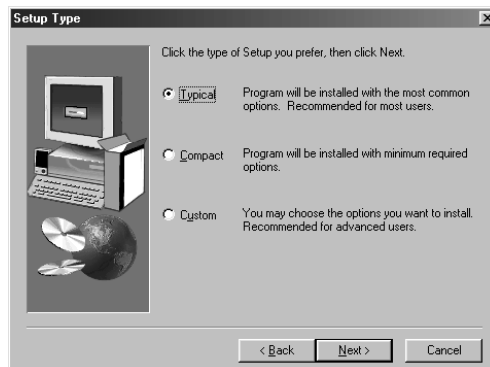 Setup Type
Click the type of Setup you prefer, then click Next.
Typical
Program will be installed with the most common
options. Recommended for most users.
Compact
Program will be installed with minimum required
options.
Custom
You may choose the options you want to install.
Recommended for advanced users.
< Back
Next >
Cancel